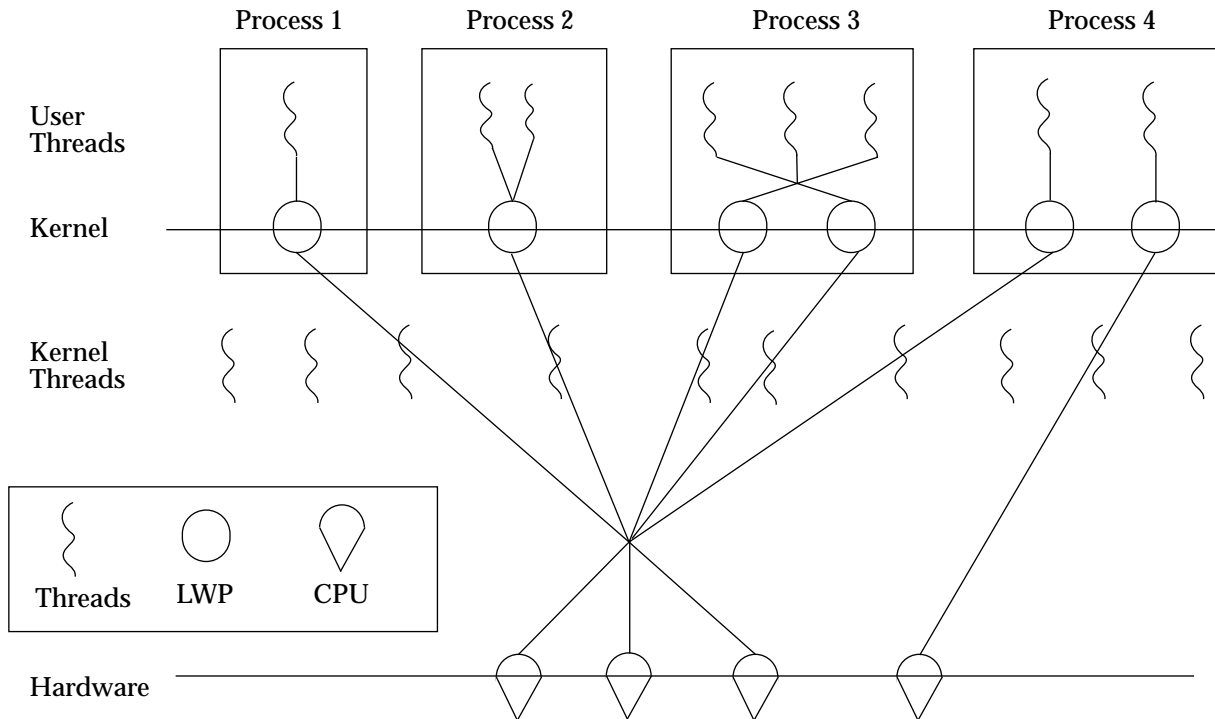 Process 1
Process 2
Process 3
Process 4
User
Threads
Kernel
Kernel
Threads
Threads
LWP
CPU
Hardware